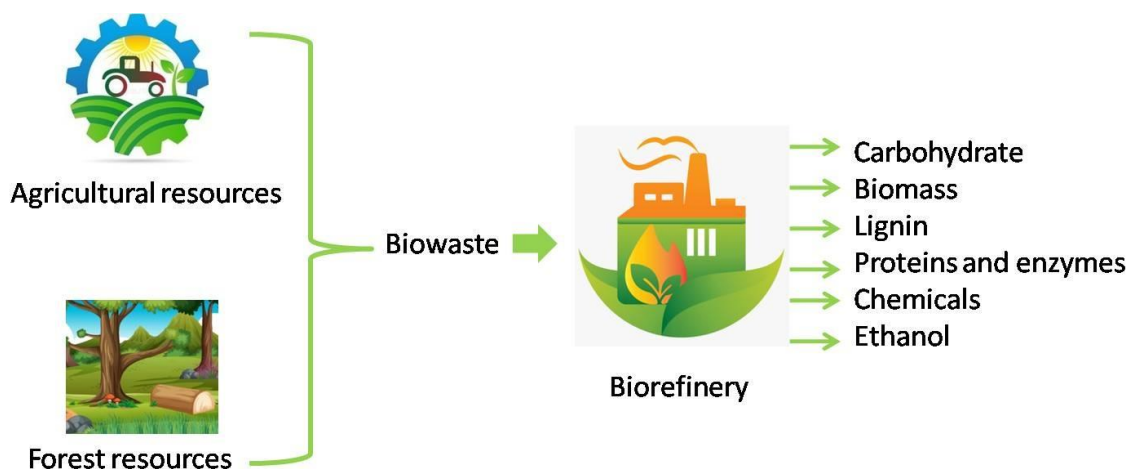 Agricultural resources
Forest resources
Biowaste
Biorefinery
Carbohydrate
Biomass
Lignin
Proteins and enzymes
Chemicals
Ethanol